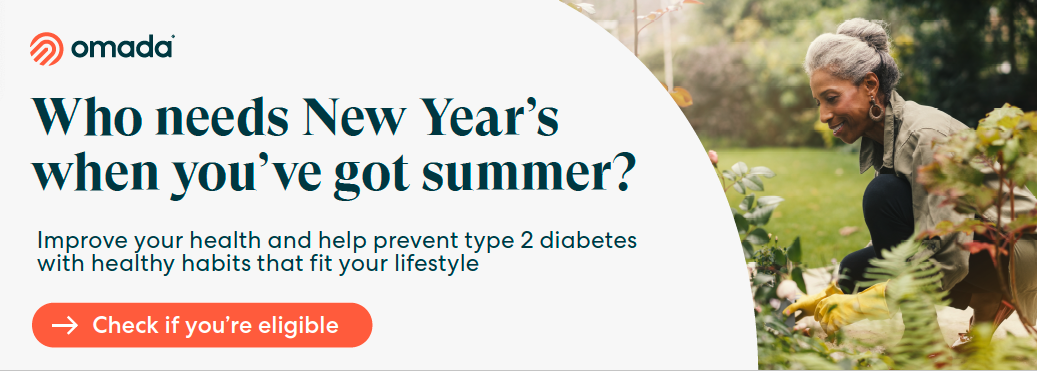 omada
Who needs New Year's
when you've got summer?
Improve your health and help prevent type 2 diabetes
with healthy habits that fit your lifestyle
Check if you're eligible